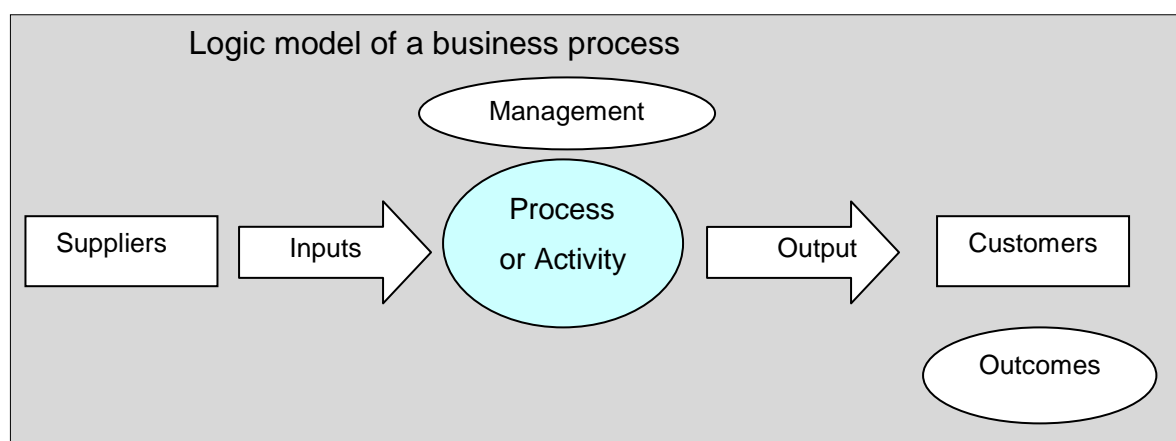 Logic model of a business process
Management
Process
or Activity
Suppliers
Inputs
Output
Customers
Outcomes